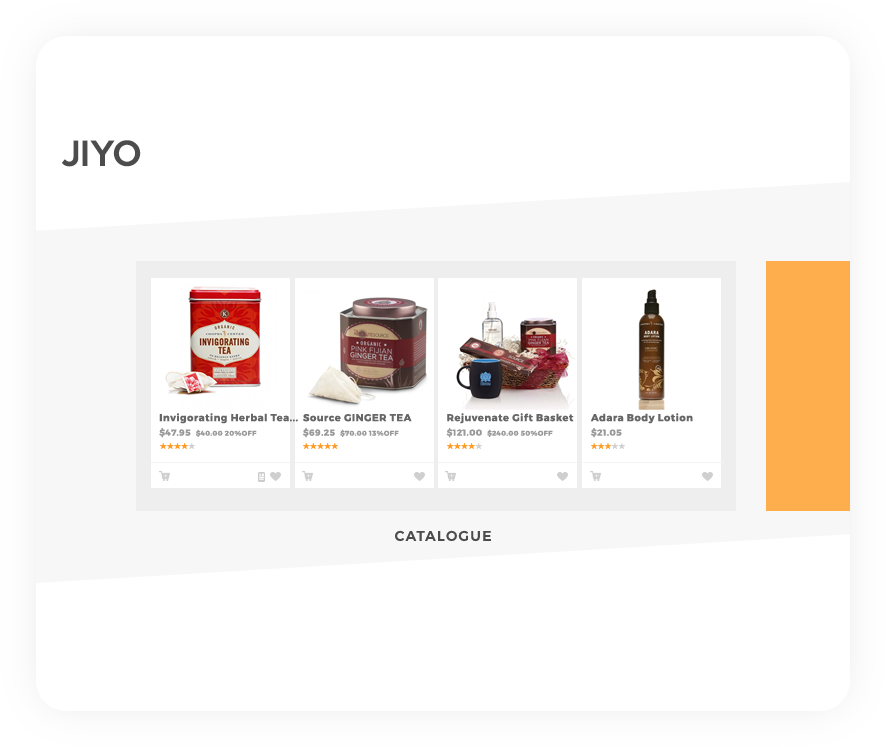 JIYO
ORGANIC
INVIGORATING
TEA
ORGANIC
PINK FIJIAN
GINGER TEA
ADARA
Invigorating Herbal Tea...
$47.95 $40.00 20%OFF
Source GINGER TEA
$69.25 $70.00 13%OFF
Rejuvenate Gift Basket
$121.00 $240.00 50%OFF
Adara Body Lotion
$21.05
CATALOGUE